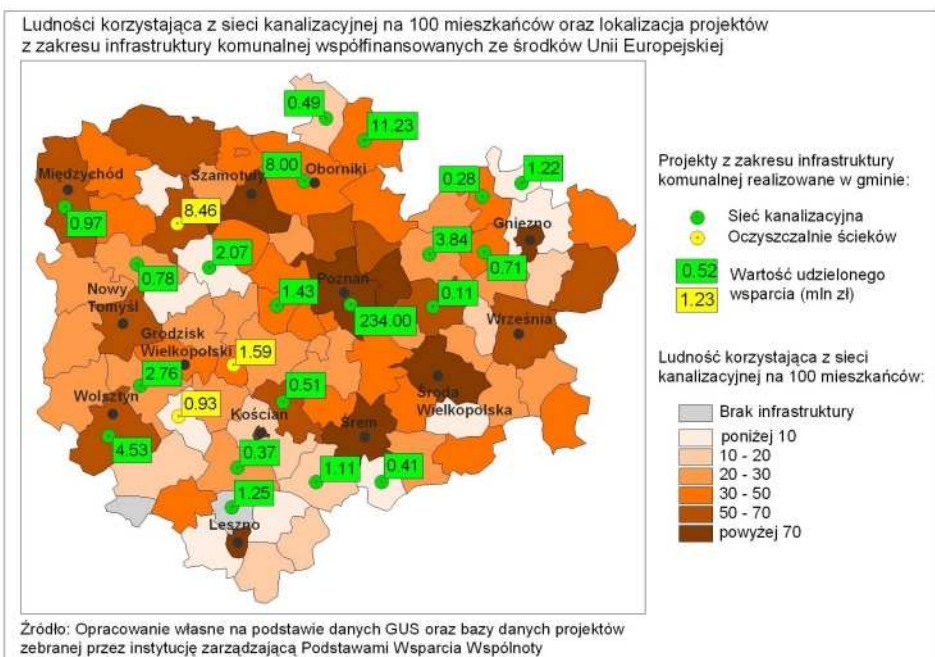 Ludności korzystająca z sieci kanalizacyjnej na 100 mieszkańców oraz lokalizacja projektów
z zakresu infrastruktury komunalnej współfinansowanych ze środków Unii Europejskiej
0.49
11.23
Międzychód
Szamotuły
8.00
Oborniki
0.28
1.22
0.97
8.46
Gniezno
2.07
3.84
0.78
0.71
Nowy
Tomyśl
1.43
Poznań
0.11
234.00
Września
Grodzisk
Wielkopolski
1.59
2.76
Wolsztyn
0.93
0.51
Środa
Wielkopolska
Kościan
Śrem
4.53
0.37
1.11
0.41
1.25
Leszno
Projekty z zakresu infrastruktury
komunalnej realizowane w gminie:
Sieć kanalizacyjna
Oczyszczalnie ścieków
0.52
1.23
Wartość udzielonego
wsparcia (mln zł)
Ludność korzystająca z sieci
kanalizacyjnej na 100 mieszkańców:
Brak infrastruktury
poniżej 10
10 - 20
20 - 30
30 - 50
50 - 70
powyżej 70
Źródło: Opracowanie własne na podstawie danych GUS oraz bazy danych projektów
zebranej przez instytucję zarządzającą Podstawami Wsparcia Wspólnoty